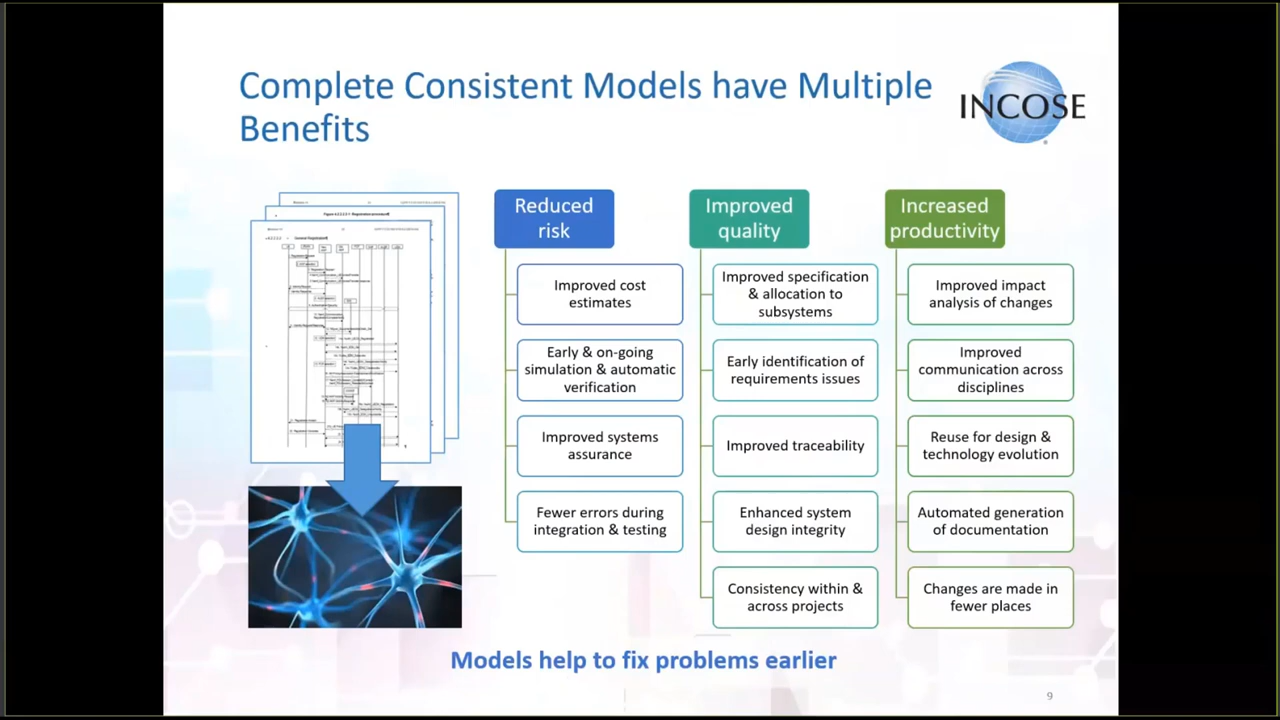 Complete Consistent Models have Multiple
Benefits
INCOSE
Reduced
risk
Improved cost
estimates
Early & on-going
simulation & automatic
verification
Improved systems
assurance
Fewer errors during
integration & testing
Improved
quality
Improved specification
& allocation to
subsystems
Early identification of
requirements issues
Improved traceability
Enhanced system
design integrity
Consistency within &
across projects
Increased
productivity
Improved impact
analysis of changes
Improved
communication across
disciplines
Reuse for design &
technology evolution
Automated generation
of documentation
Changes are made in
fewer places
Models help to fix problems earlier
9